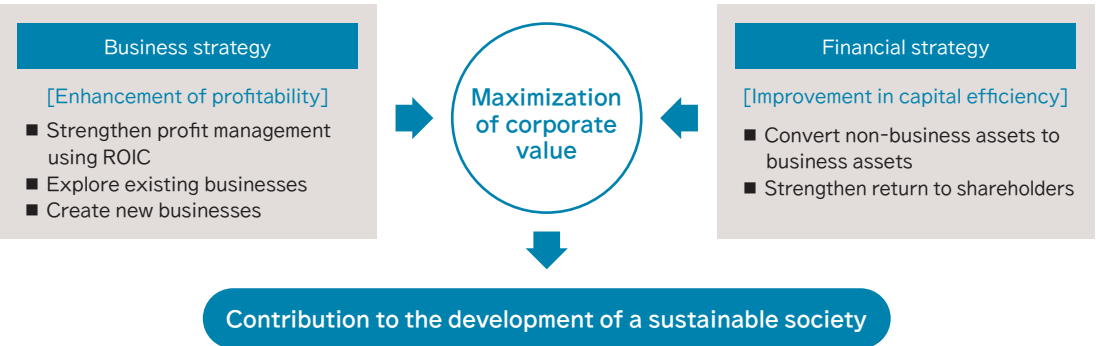 Business strategy
[Enhancement of profitability]
■ Strengthen profit management
using ROIC
■ Explore existing businesses
■ Create new businesses
Maximization
of corporate
value
Financial strategy
[Improvement in capital efficiency]
■ Convert non-business assets to
business assets
■ Strengthen return to shareholders
Contribution to the development of a sustainable society